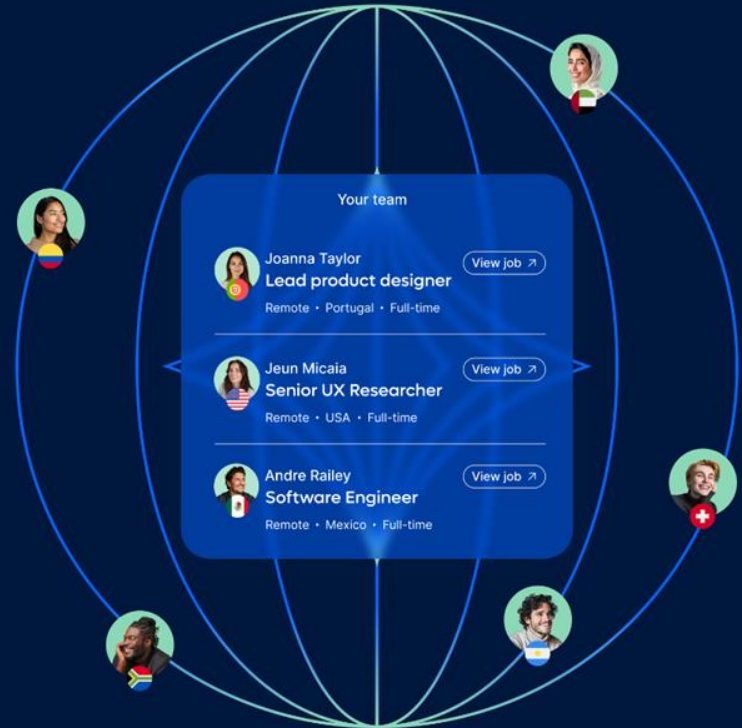 Your team
Joanna Taylor
View job ↗
Lead product designer
Remote • Portugal • Full-time
Jeun Micaia
View job ↗
Senior UX Researcher
Remote • USA • Full-time
Andre Railey
View job ↗
Software Engineer
Remote • Mexico • Full-time